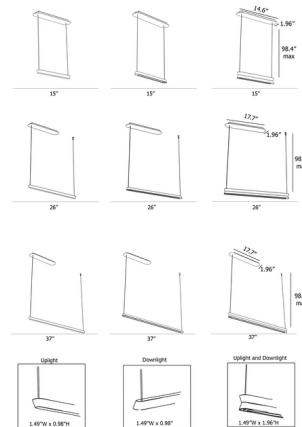 14.6"
1.96"
98.4"
max
15"
15"
15"
17.7"
1.96"
26"
26"
26"
17.7"
1.96"
37"
37"
37"
Uplight
Downlight
Uplight and Downlight
1.49"W x 0.98"H
1.49"W x 0.98"
1.49"W x 1.96"H